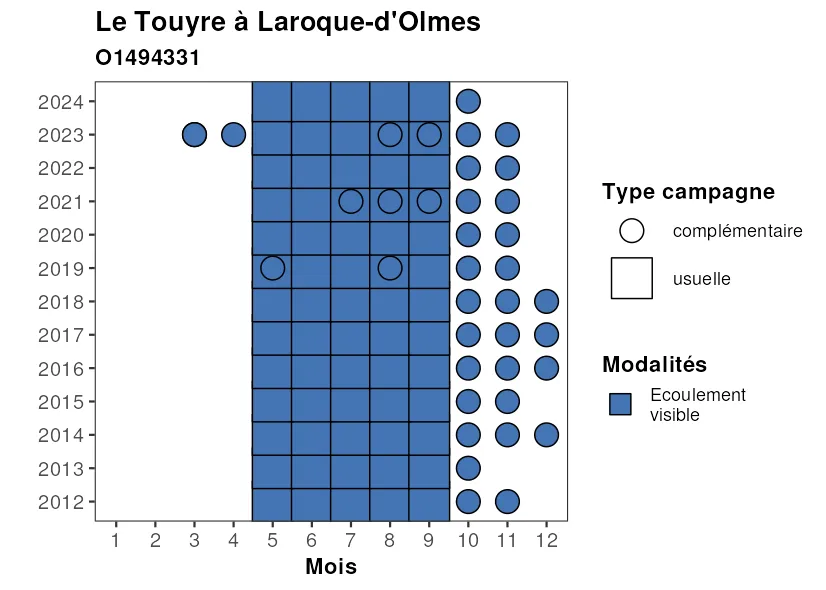 Le Touyre à Laroque-d'Olmes
O1494331
2024
2023
2022
2021
2020
2019
2018
2017
2016
2015
2014
2013
2012
1 2 3 4 5 6 7 8 9 10 11 12
Mois
Type campagne
complémentaire
usuelle
Modalités
Ecoulement
visible